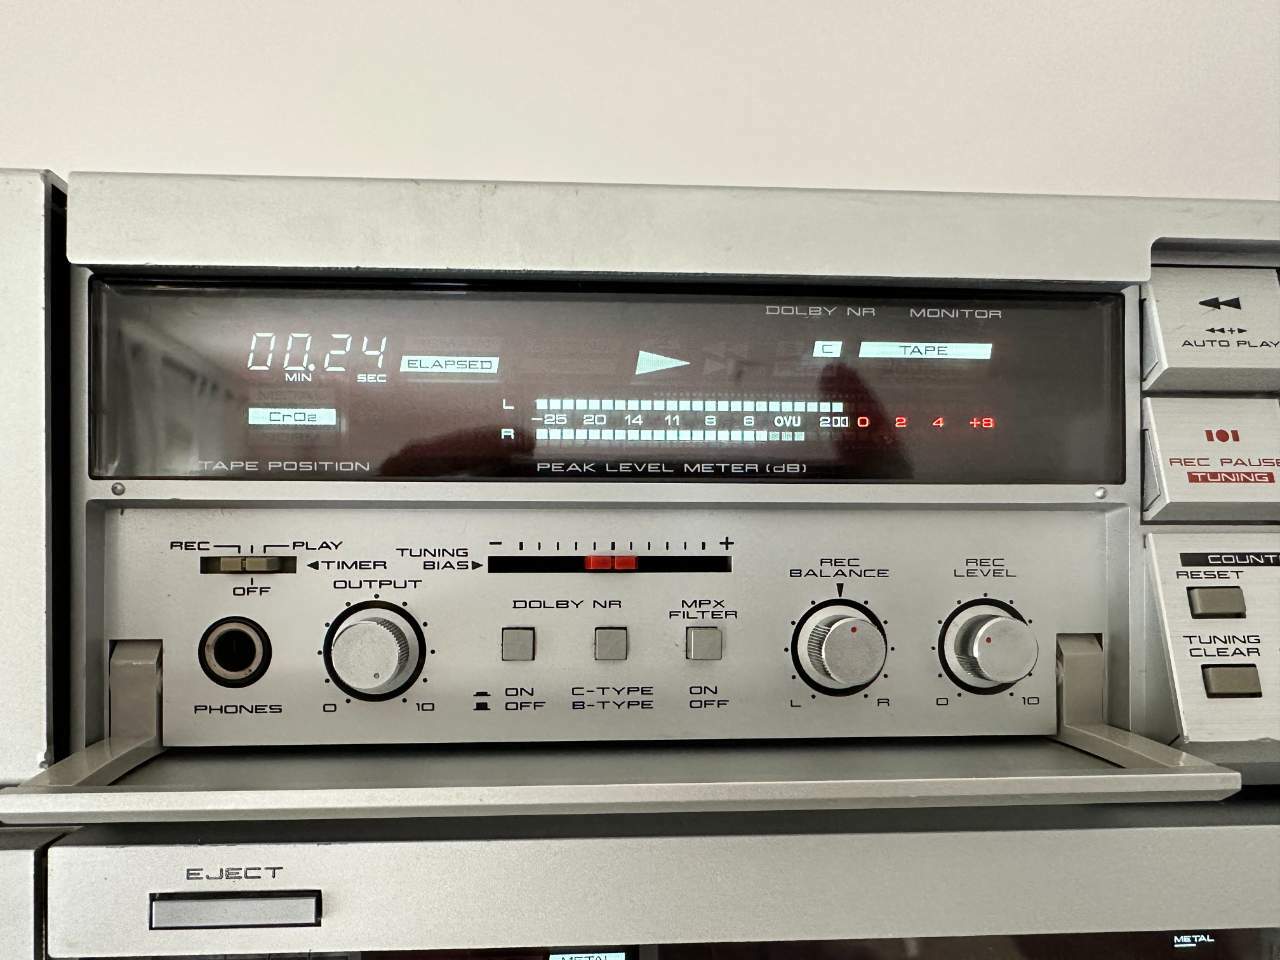 DOLBY NR MONITOR
00.24 ELAPSED C TAPE
MIN SEC
METAL
CrO2
L
-25 20 14 11 8 6 OVU 2 0 2 4 +8
R
TAPE POSITION PEAK LEVEL METER (dB)
AUTO PLAY
REC PAUSE
TUNING
REC PLAY
TIMER
OFF
TUNING
BIAS
- +
OUTPUT
DOLBY NR
MPX
FILTER
REC
BALANCE
REC
LEVEL
COUNT
RESET
TUNING
CLEAR
PHONES
0 10
ON
OFF
C-TYPE
B-TYPE
ON
OFF
L R
0 10
EJECT
METAL
METAL